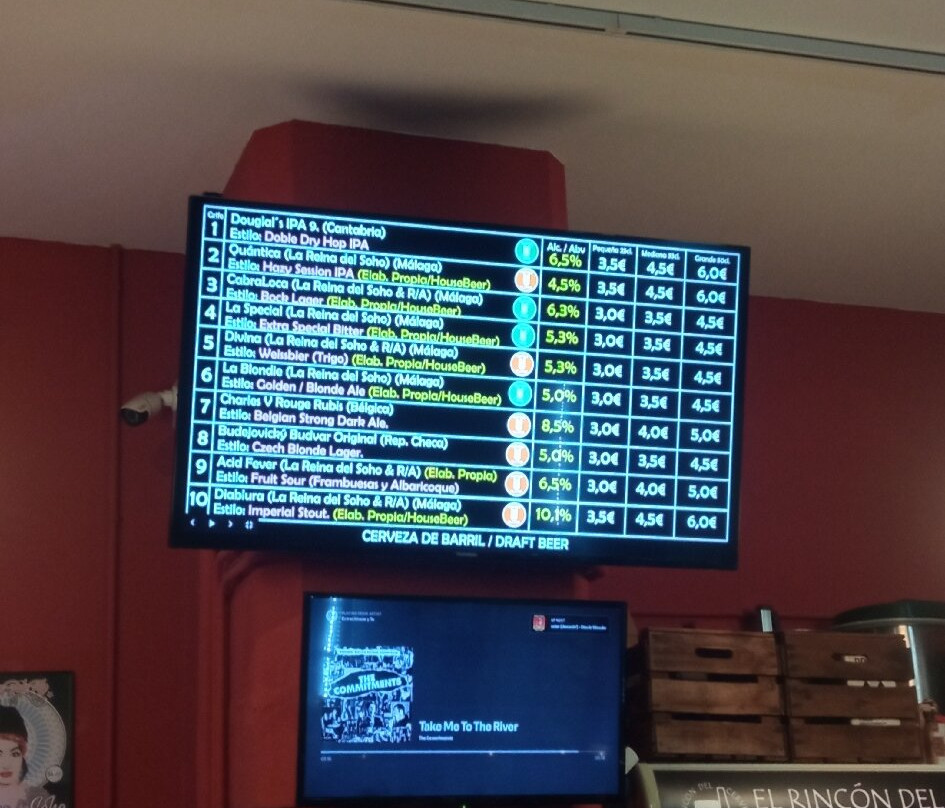 Grifo
Alc. / Abv Pequeña 25cl. Mediana 33cl. Grande 50cl.
1 Douglal´s IPA 9. (Cantabria)
Estilo: Doble Dry Hop IPA 6,5% 3,5€ 4,5€ 6,0€
2 Quántica (La Reina del Soho) (Málaga)
Estilo: Hazy Session IPA (Elab. Propia/HouseBeer) 4,5% 3,5€ 4,5€ 6,0€
3 CabraLoca (La Reina del Soho & R/A) (Málaga)
Estilo: Bock Lager (Elab. Propia/HouseBeer) 6,3% 3,0€ 3,5€ 4,5€
4 La Special (La Reina del Soho) (Málaga)
Estilo: Extra Special Bitter (Elab. Propia/HouseBeer) 5,3% 3,0€ 3,5€ 4,5€
5 Divina (La Reina del Soho & R/A) (Málaga)
Estilo: Weissbier (Trigo) (Elab. Propia/HouseBeer) 5,3% 3,0€ 3,5€ 4,5€
6 La Blondie (La Reina del Soho) (Málaga)
Estilo: Golden / Blonde Ale (Elab. Propia/HouseBeer) 5,0% 3,0€ 3,5€ 4,5€
7 Charles V Rouge Rubis (Bélgica)
Estilo: Belgian Strong Dark Ale. 8,5% 3,0€ 4,0€ 5,0€
8 Budejovický Budvar Original (Rep. Checa)
Estilo: Czech Blonde Lager. 5,0% 3,0€ 3,5€ 4,5€
9 Acid Fever (La Reina del Soho & R/A) (Elab. Propia)
Estilo: Fruit Sour (Frambuesas y Albaricoque) 6,5% 3,0€ 4,0€ 5,0€
10 Diablura (La Reina del Soho & R/A) (Málaga)
Estilo: Imperial Stout. (Elab. Propia/HouseBeer) 10,1% 3,5€ 4,5€ 6,0€
CERVEZA DE BARRIL / DRAFT BEER
UP NEXT
THE
COMMITMENTS
Take Me To The River
The Commitments
EL RINCÓN DEL